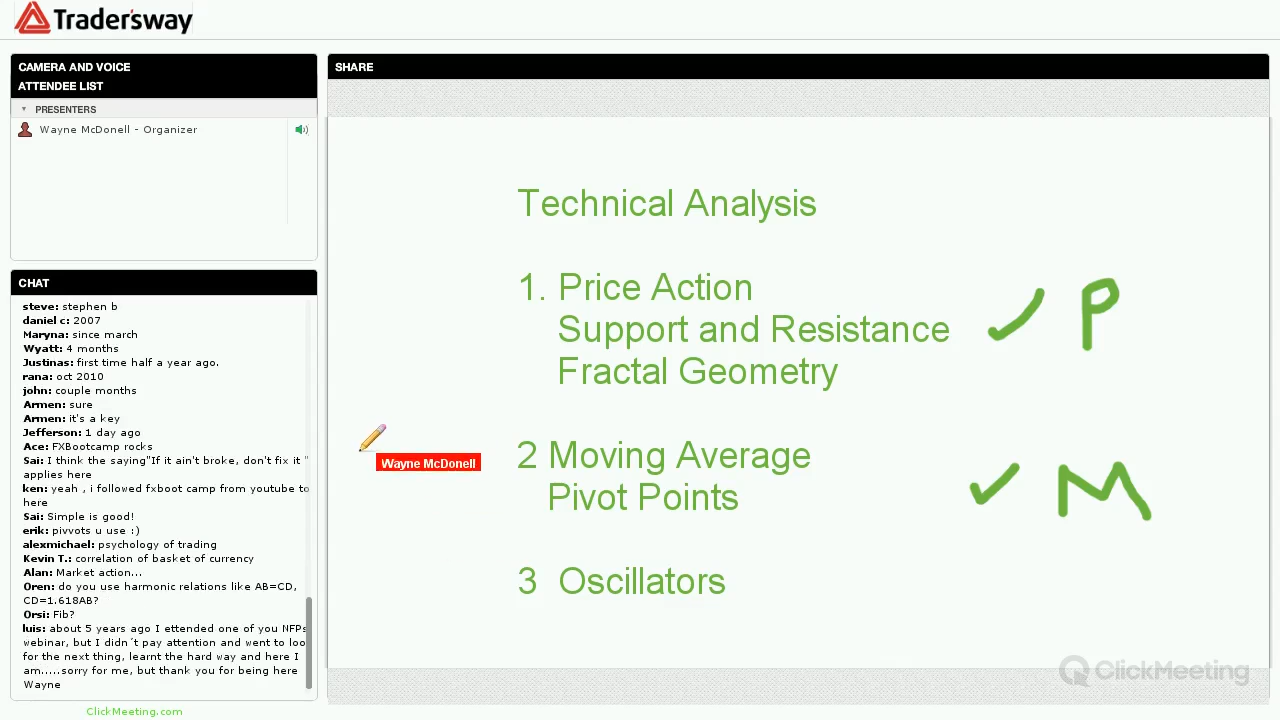 Trader'sway
CAMERA AND VOICE
ATTENDEE LIST
PRESENTERS
Wayne McDonell - Organizer
CHAT
steve: stephen b
daniel c: 2007
Maryna: since march
Wyatt: 4 months
Justinas: first time half a year ago.
rana: oct 2010
john: couple months
Armen: sure
Armen: it's a key
Jefferson: 1 day ago
Ace: FXBootcamp rocks
Sai: I think the saying"If it ain't broke, don't fix it "
applies here
ken: yeah , i followed fxboot camp from youtube to
here
Sai: Simple is good!
erik: pivvots u use :)
alexmichael: psychology of trading
Kevin T.: correlation of basket of currency
Alan: Market action...
Oren: do you use harmonic relations like AB=CD,
CD=1.618AB?
Orsi: Fib?
luis: about 5 years ago I ettended one of you NFPs
webinar, but I didn´t pay attention and went to loo
for the next thing, learnt the hard way and here I
am.....sorry for me, but thank you for being here
Wayne
ClickMeeting.com
SHARE
Technical Analysis
1. Price Action
Support and Resistance
Fractal Geometry
P
Wayne McDonell
2 Moving Average
Pivot Points
M
3 Oscillators
ClickMeeting